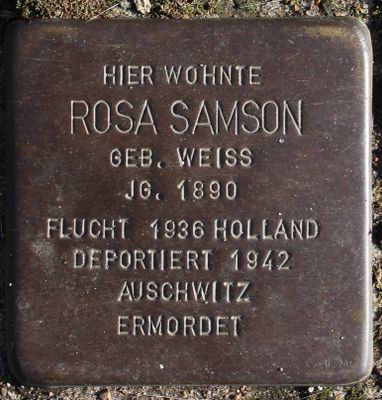 HIER WOHNTE
ROSA SAMSON
GEB. WEISS
JG. 1890
FLUCHT 1936 HOLLAND
DEPORTIERT 1942
AUSCHWITZ
ERMORDET